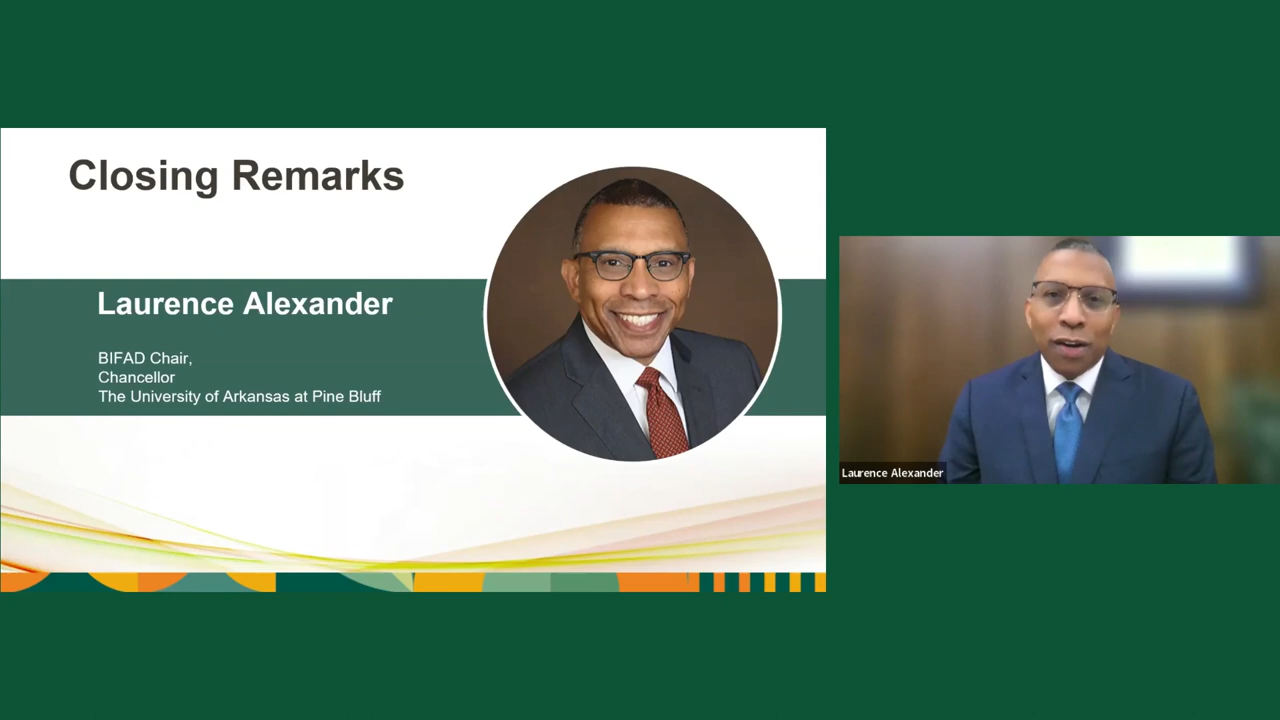 Closing Remarks
Laurence Alexander
BIFAD Chair,
Chancellor
The University of Arkansas at Pine Bluff
Laurence Alexander